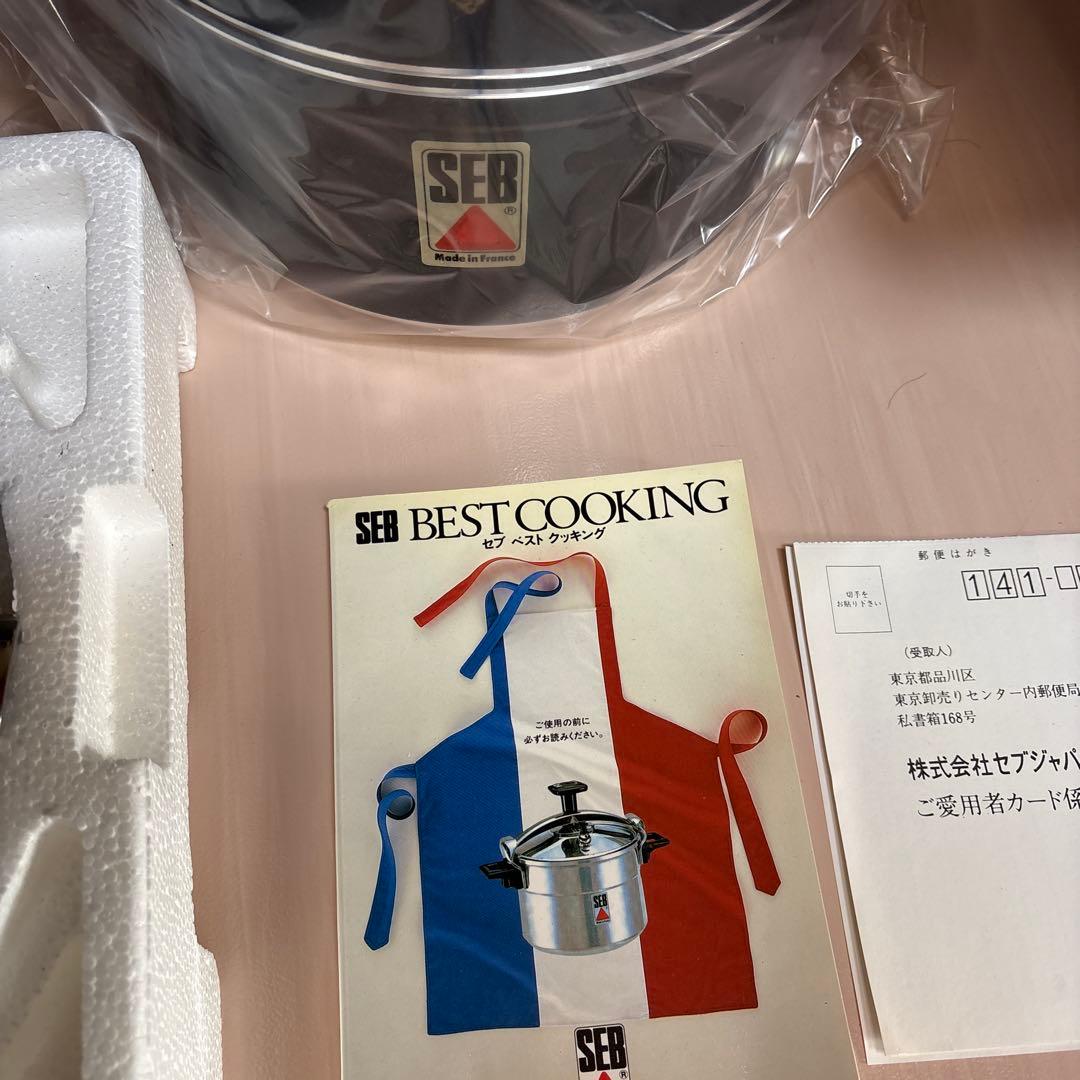 SEB
®
Made in France
SEB BEST COOKING
セブ ベスト クッキング
ご使用の前に
必ずお読みください。
SEB
SEB
®
郵便はがき
切手を
お貼り下さい
141-
(受取人)
東京都品川区
東京卸売りセンター内郵便局
私書箱168号
株式会社セブジャパ
ご愛用者カード係